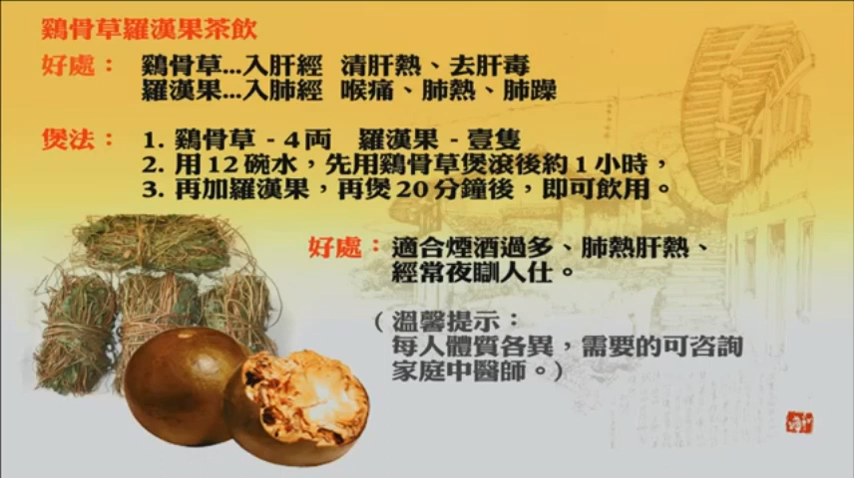 鷄骨草羅漢果茶飲
好處： 鷄骨草...入肝經 清肝熱、去肝毒
羅漢果...入肺經 喉痛、肺熱、肺躁
煲法： 1. 鷄骨草 - 4両 羅漢果 - 壹隻
2. 用12碗水，先用鷄骨草煲滾後約1小時，
3. 再加羅漢果，再煲20分鐘後，即可飲用。
好處： 適合煙酒過多、肺熱肝熱、
經常夜瞓人仕。
( 溫馨提示：
每人體質各異，需要的可咨詢
家庭中醫師。)